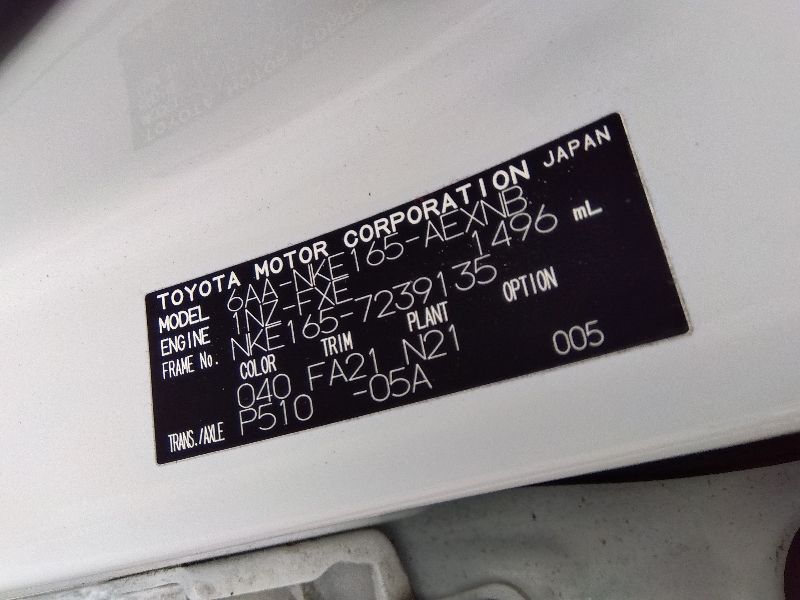 TOYOTA MOTOR CORPORATION JAPAN
MODEL 6AA-NKE165-AEXNB
ENGINE 1NZ-FXE 1496 mL
FRAME No. NKE165-7239135
COLOR TRIM PLANT OPTION
040 FA21 N21 005
TRANS./AXLE P510 -05A